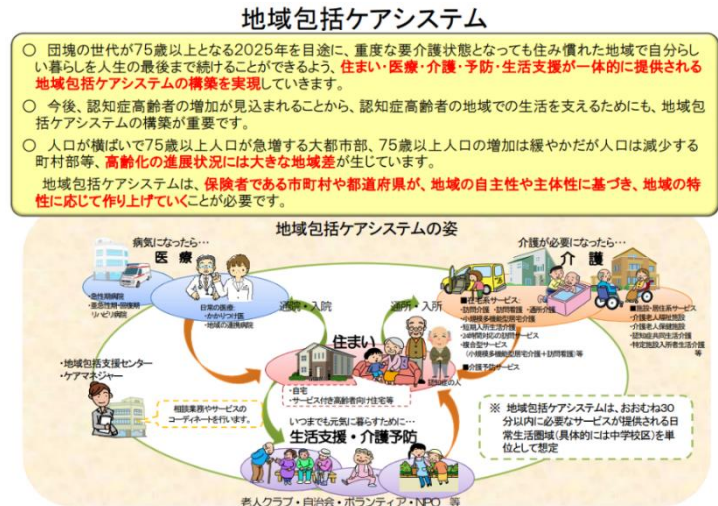 地域包括ケアシステム
○ 団塊の世代が75歳以上となる2025年を目途に、重度な要介護状態となっても住み慣れた地域で自分らし
い暮らしを人生の最後まで続けることができるよう、住まい・医療・介護・予防・生活支援が一体的に提供される
地域包括ケアシステムの構築を実現していきます。
○ 今後、認知症高齢者の増加が見込まれることから、認知症高齢者の地域での生活を支えるためにも、地域包
括ケアシステムの構築が重要です。
○ 人口が横ばいで75歳以上人口が急増する大都市部、75歳以上人口の増加は緩やかだが人口は減少する
町村部等、高齢化の進展状況には大きな地域差が生じています。
地域包括ケアシステムは、保険者である市町村や都道府県が、地域の自主性や主体性に基づき、地域の特
性に応じて作り上げていくことが必要です。
地域包括ケアシステムの姿
病気になったら…
医 療
・急性期病院
・亜急性期・回復期
リハビリ病院
日常の医療:
・かかりつけ医
・地域の連携病院
通院・入院
介護が必要になったら…
介 護
通所・入所
■在宅系サービス:
・訪問介護 ・訪問看護 ・通所介護
・小規模多機能型居宅介護
・短期入所生活介護
・24時間対応の訪問サービス
・複合型サービス
(小規模多機能型居宅介護+訪問看護)等
■介護予防サービス
■施設・居住系サービス
・介護老人福祉施設
・介護老人保健施設
・認知症共同生活介護
・特定施設入所者生活介護
等
住まい
認知症の人
・自宅
・サービス付き高齢者向け住宅等
・地域包括支援センター
・ケアマネジャー
相談業務やサービスの
コーディネートを行います。
いつまでも元気に暮らすために…
生活支援・介護予防
老人クラブ・自治会・ボランティア・NPO 等
※ 地域包括ケアシステムは、おおむね30
分以内に必要なサービスが提供される日
常生活圏域(具体的には中学校区)を単
位として想定